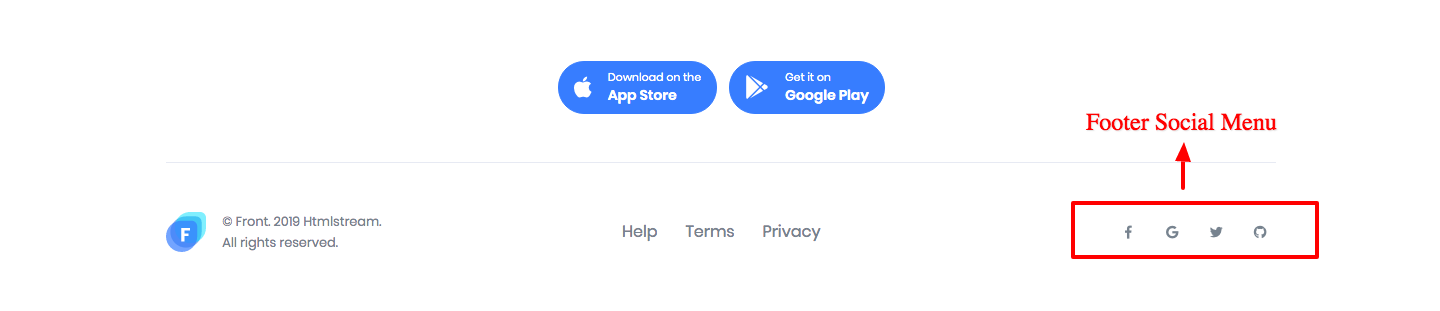 Download on the
App Store
Get it on
Google Play
Footer Social Menu
F
© Front. 2019 Htmlstream.
All rights reserved.
Help Terms Privacy